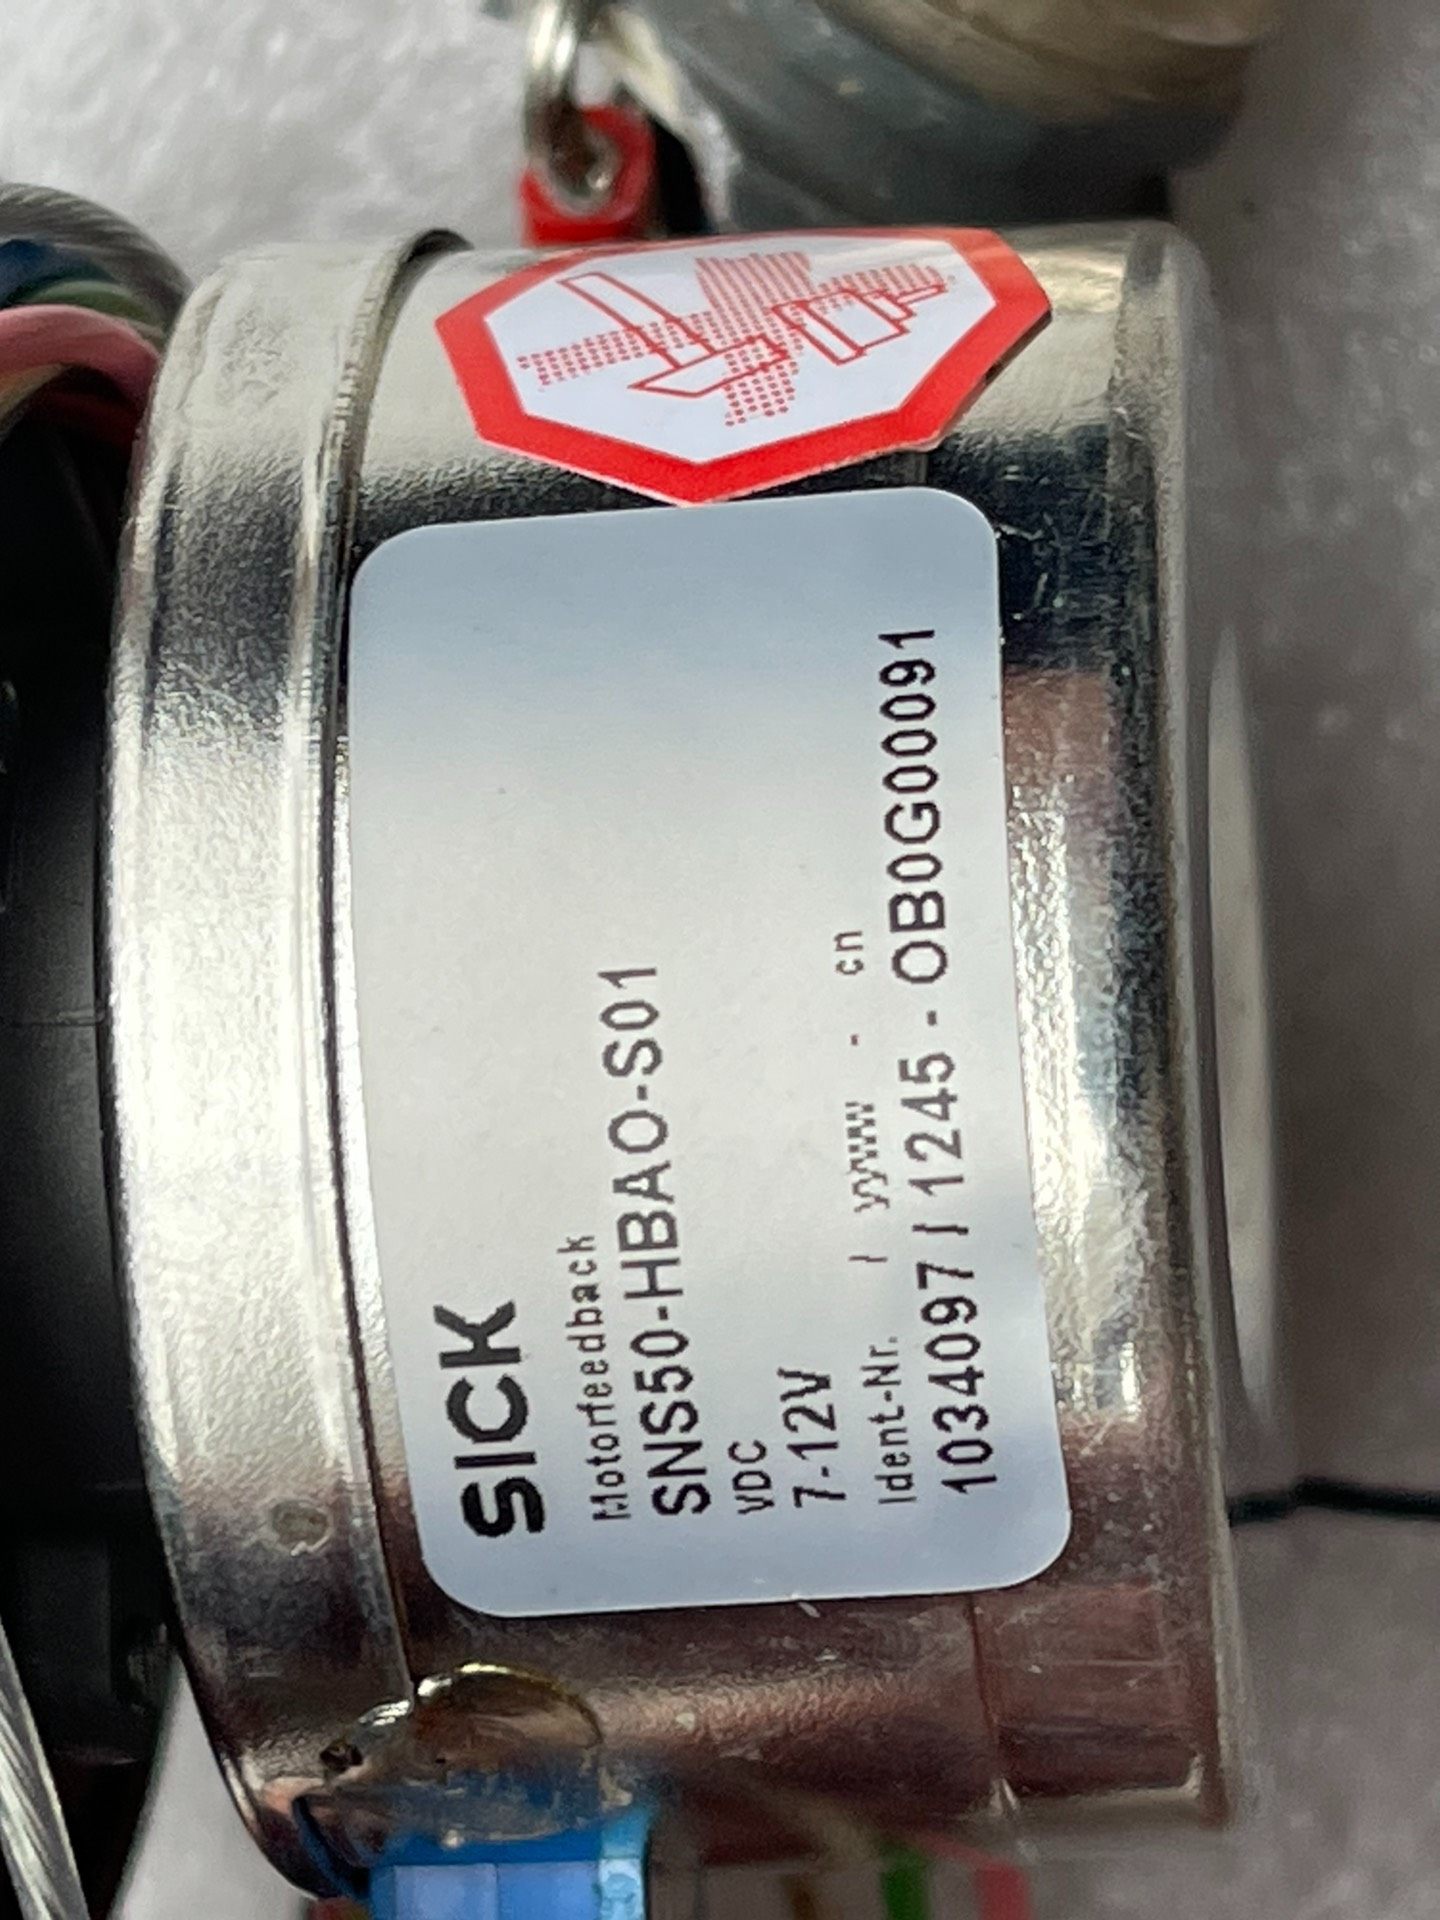 SICK
Motorfeedback
SNS50-HBAO-S01
VDC
7-12V
Ident-Nr. / yyww - cn
1034097 / 1245 - OB0G00091